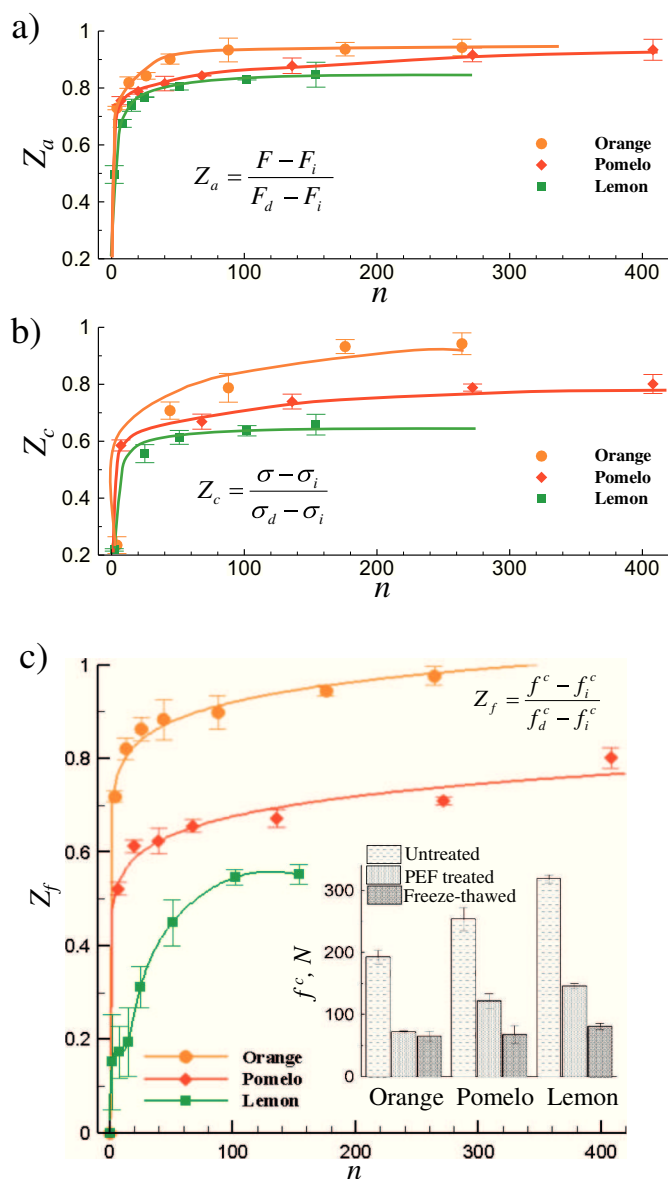 a)
1
0.8
0.6
0.4
0.2
Z_a
Z_a = (F − F_i) / (F_d − F_i)
Orange
Pomelo
Lemon
0 100 200 300 400
n
b)
1
0.8
0.6
0.4
0.2
Z_c
Z_c = (σ − σ_i) / (σ_d − σ_i)
Orange
Pomelo
Lemon
0 100 200 300 400
n
c)
1
0.8
0.6
0.4
0.2
0
Z_f
Z_f = (f^c − f_i^c) / (f_d^c − f_i^c)
Untreated
PEF treated
Freeze-thawed
300
200
100
0
f^c, N
Orange Pomelo Lemon
Orange
Pomelo
Lemon
0 100 200 300 400
n